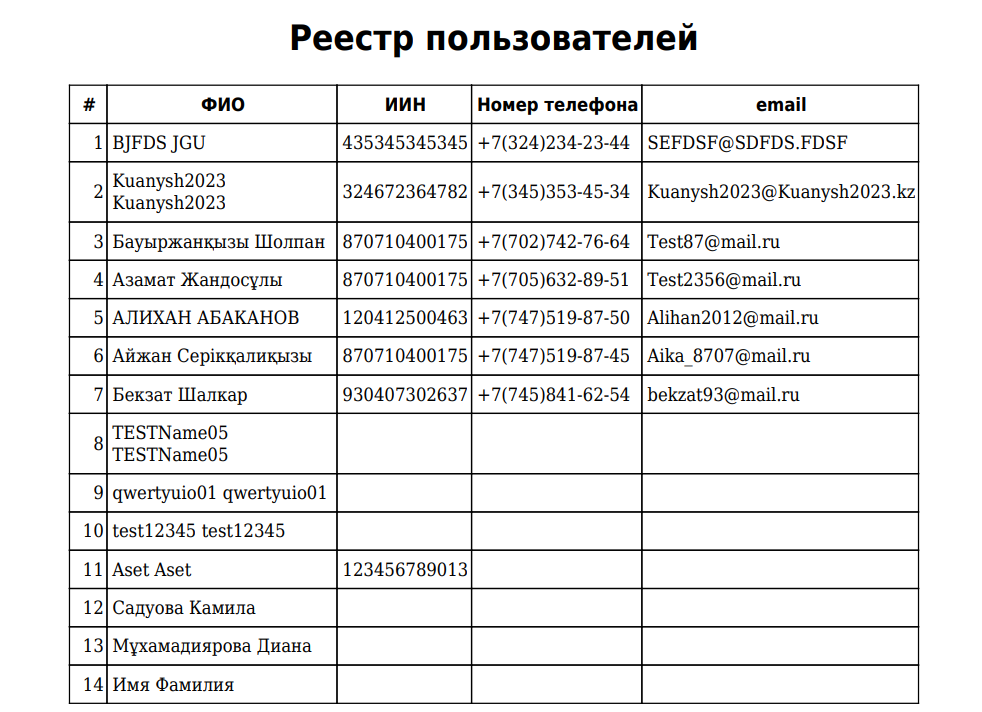 Реестр пользователей
# ФИО ИИН Номер телефона email
1 BJFDS JGU 435345345345 +7(324)234-23-44 SEFDSF@SDFDS.FDSF
2 Kuanysh2023 Kuanysh2023 324672364782 +7(345)353-45-34 Kuanysh2023@Kuanysh2023.kz
3 Бауыржанқызы Шолпан 870710400175 +7(702)742-76-64 Test87@mail.ru
4 Азамат Жандосұлы 870710400175 +7(705)632-89-51 Test2356@mail.ru
5 АЛИХАН АБАКАНОВ 120412500463 +7(747)519-87-50 Alihan2012@mail.ru
6 Айжан Серікқалиқызы 870710400175 +7(747)519-87-45 Aika_8707@mail.ru
7 Бекзат Шалкар 930407302637 +7(745)841-62-54 bekzat93@mail.ru
8 TESTName05 TESTName05
9 qwertyuio01 qwertyuio01
10 test12345 test12345
11 Aset Aset 123456789013
12 Садуова Камила
13 Мұхамадиярова Диана
14 Имя Фамилия